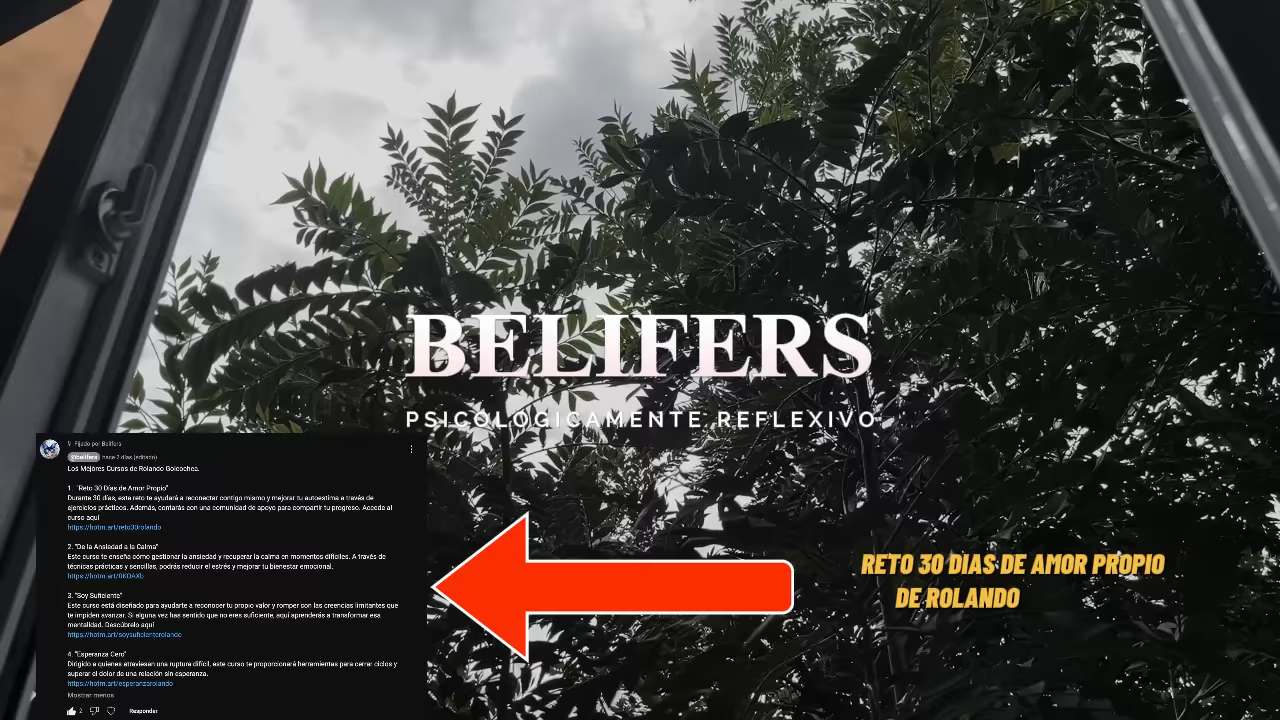 BELIFERS
PSICOLOGICAMENTE REFLEXIVO
Fijado por Belifers
@belifers hace 2 días (editado)
Los Mejores Cursos de Rolando Goicochea.
1. "Reto 30 Días de Amor Propio"
Durante 30 días, este reto te ayudará a reconectar contigo mismo y mejorar tu autoestima a través de
ejercicios prácticos. Además, contarás con una comunidad de apoyo para compartir tu progreso. Accede al
curso aquí
https://hotm.art/reto30rolando
2. "De la Ansiedad a la Calma"
Este curso te enseña cómo gestionar la ansiedad y recuperar la calma en momentos difíciles. A través de
técnicas prácticas y sencillas, podrás reducir el estrés y mejorar tu bienestar emocional.
https://hotm.art/0KOAXb
3. "Soy Suficiente"
Este curso está diseñado para ayudarte a reconocer tu propio valor y romper con las creencias limitantes que
te impiden avanzar. Si alguna vez has sentido que no eres suficiente, aquí aprenderás a transformar esa
mentalidad. Descúbrelo aquí
https://hotm.art/soysuficienterolando
4. "Esperanza Cero"
Dirigido a quienes atraviesan una ruptura difícil, este curso te proporcionará herramientas para cerrar ciclos y
superar el dolor de una relación sin esperanza.
https://hotm.art/esperanzarolando
Mostrar menos
2 Responder
RETO 30 DIAS DE AMOR PROPIO
DE ROLANDO